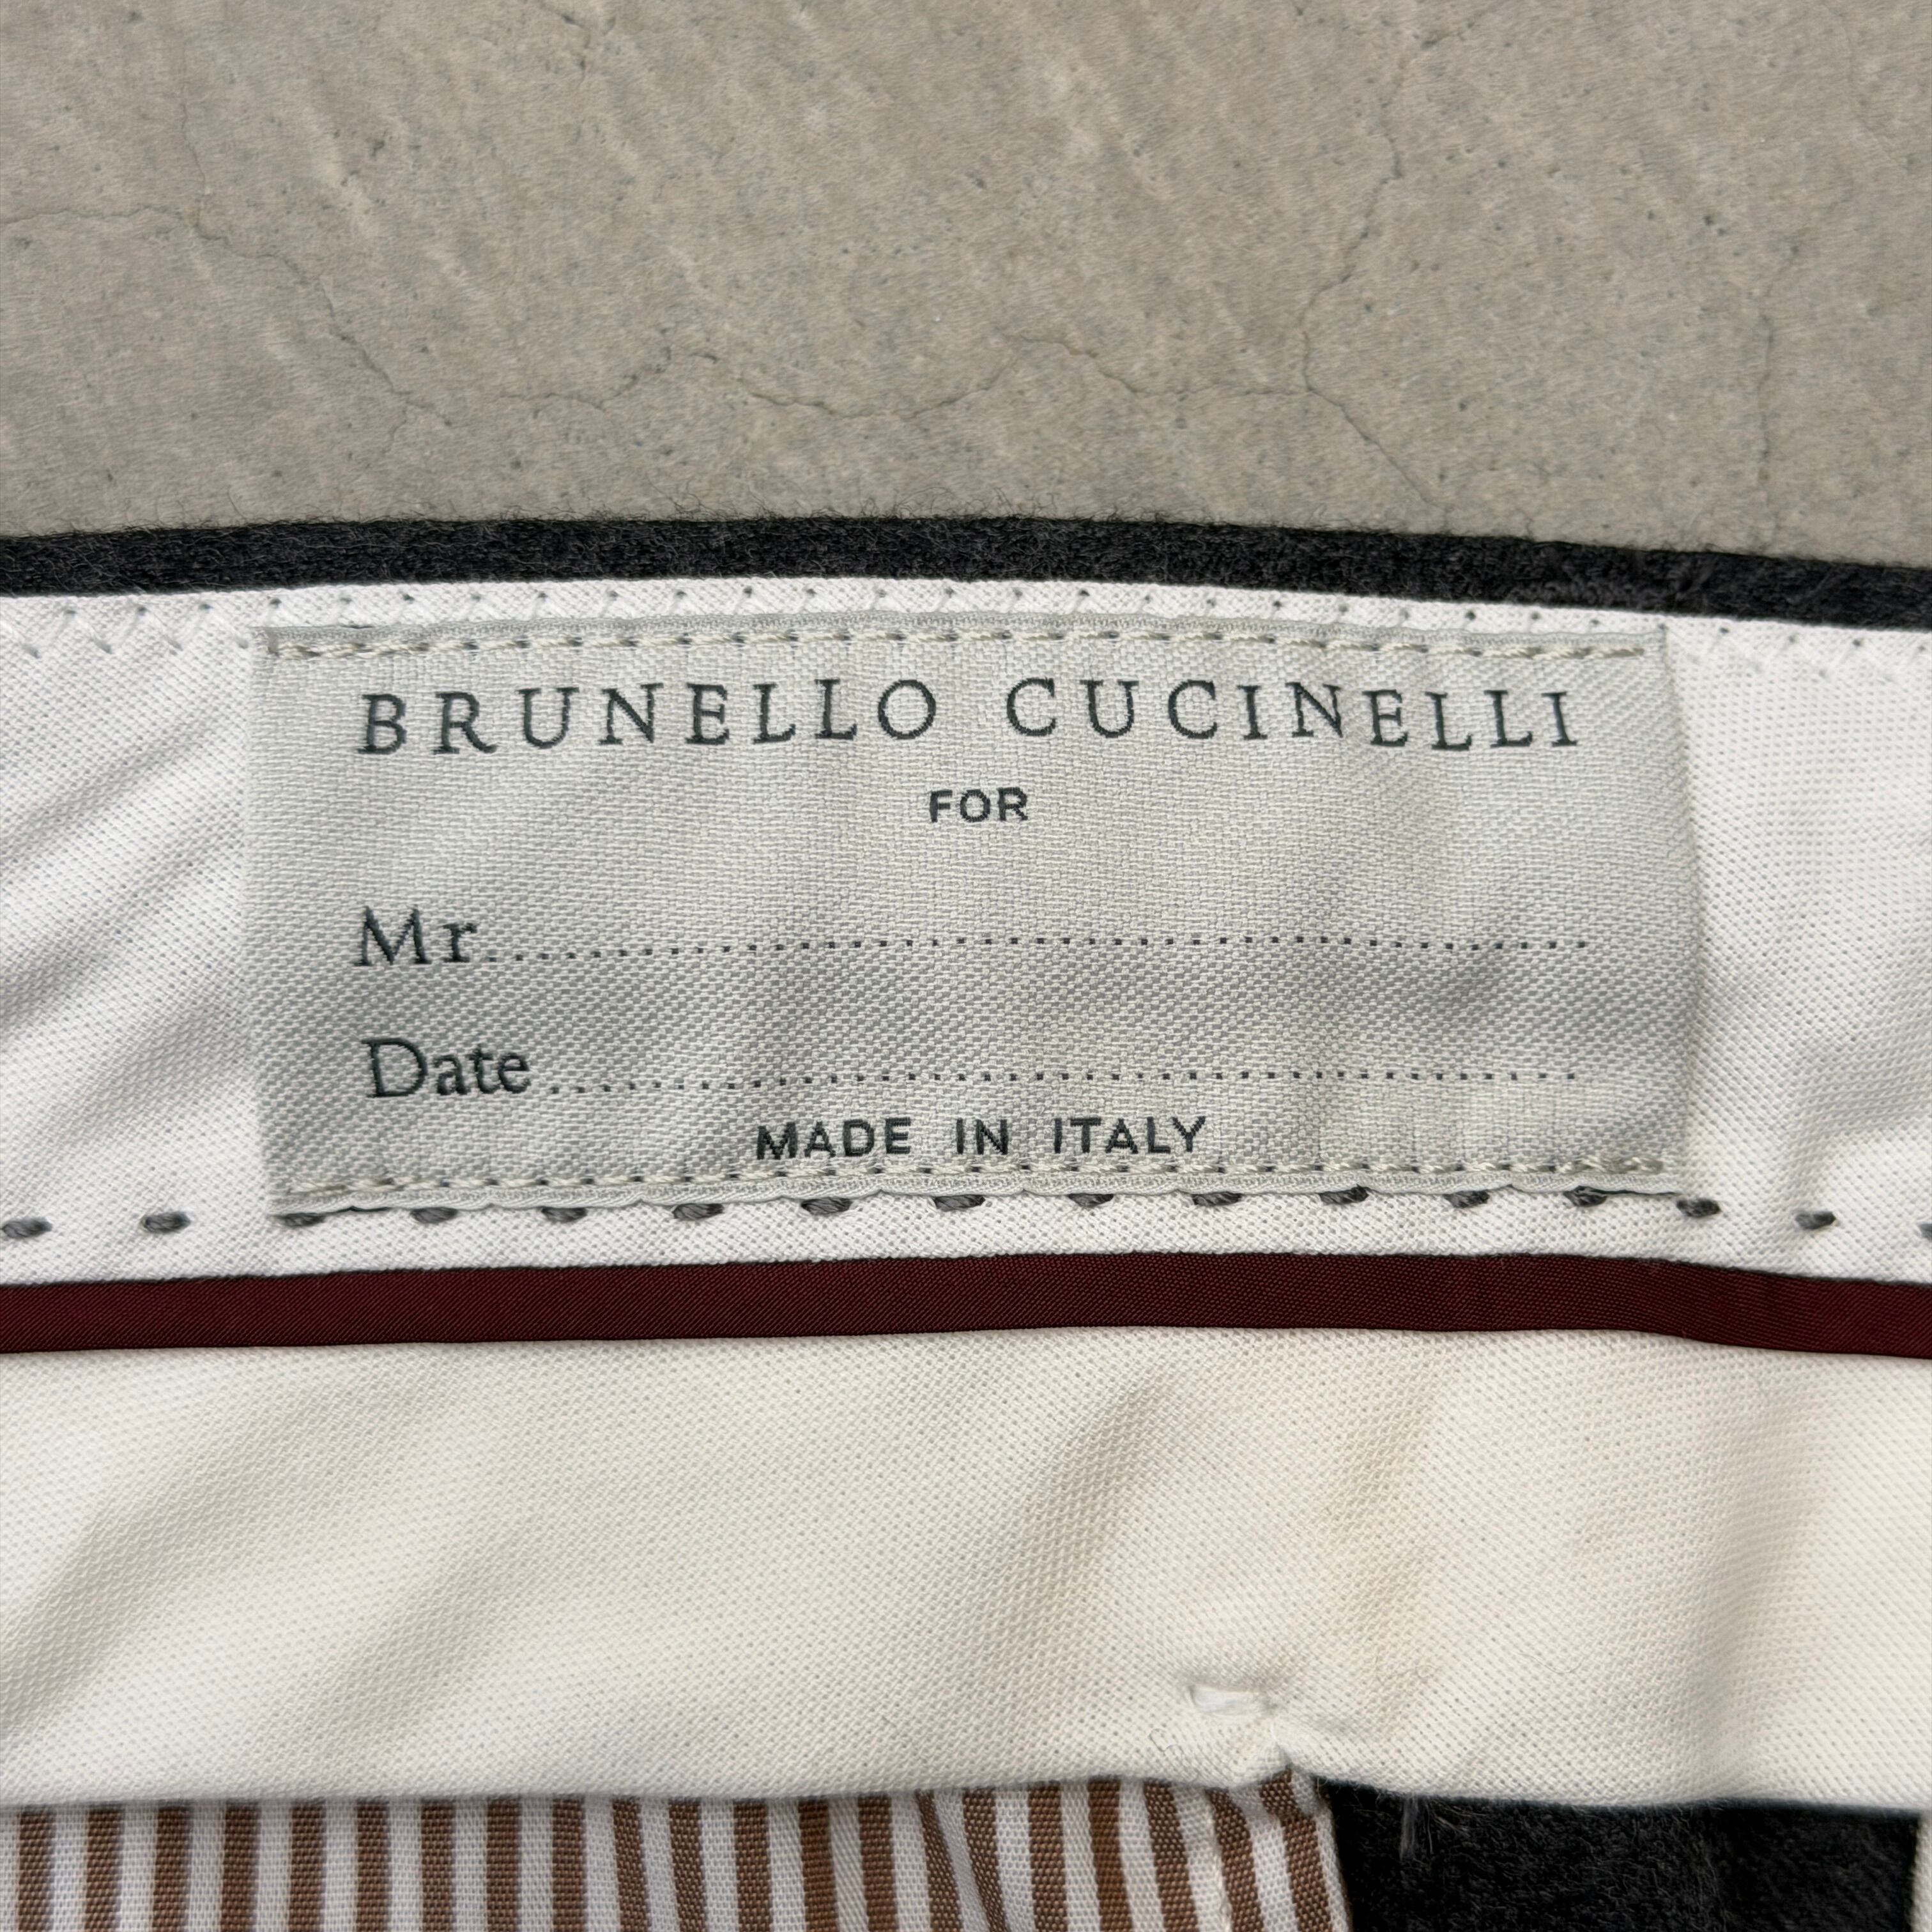 BRUNELLO CUCINELLI
FOR
Mr..........................................
Date........................................
MADE IN ITALY